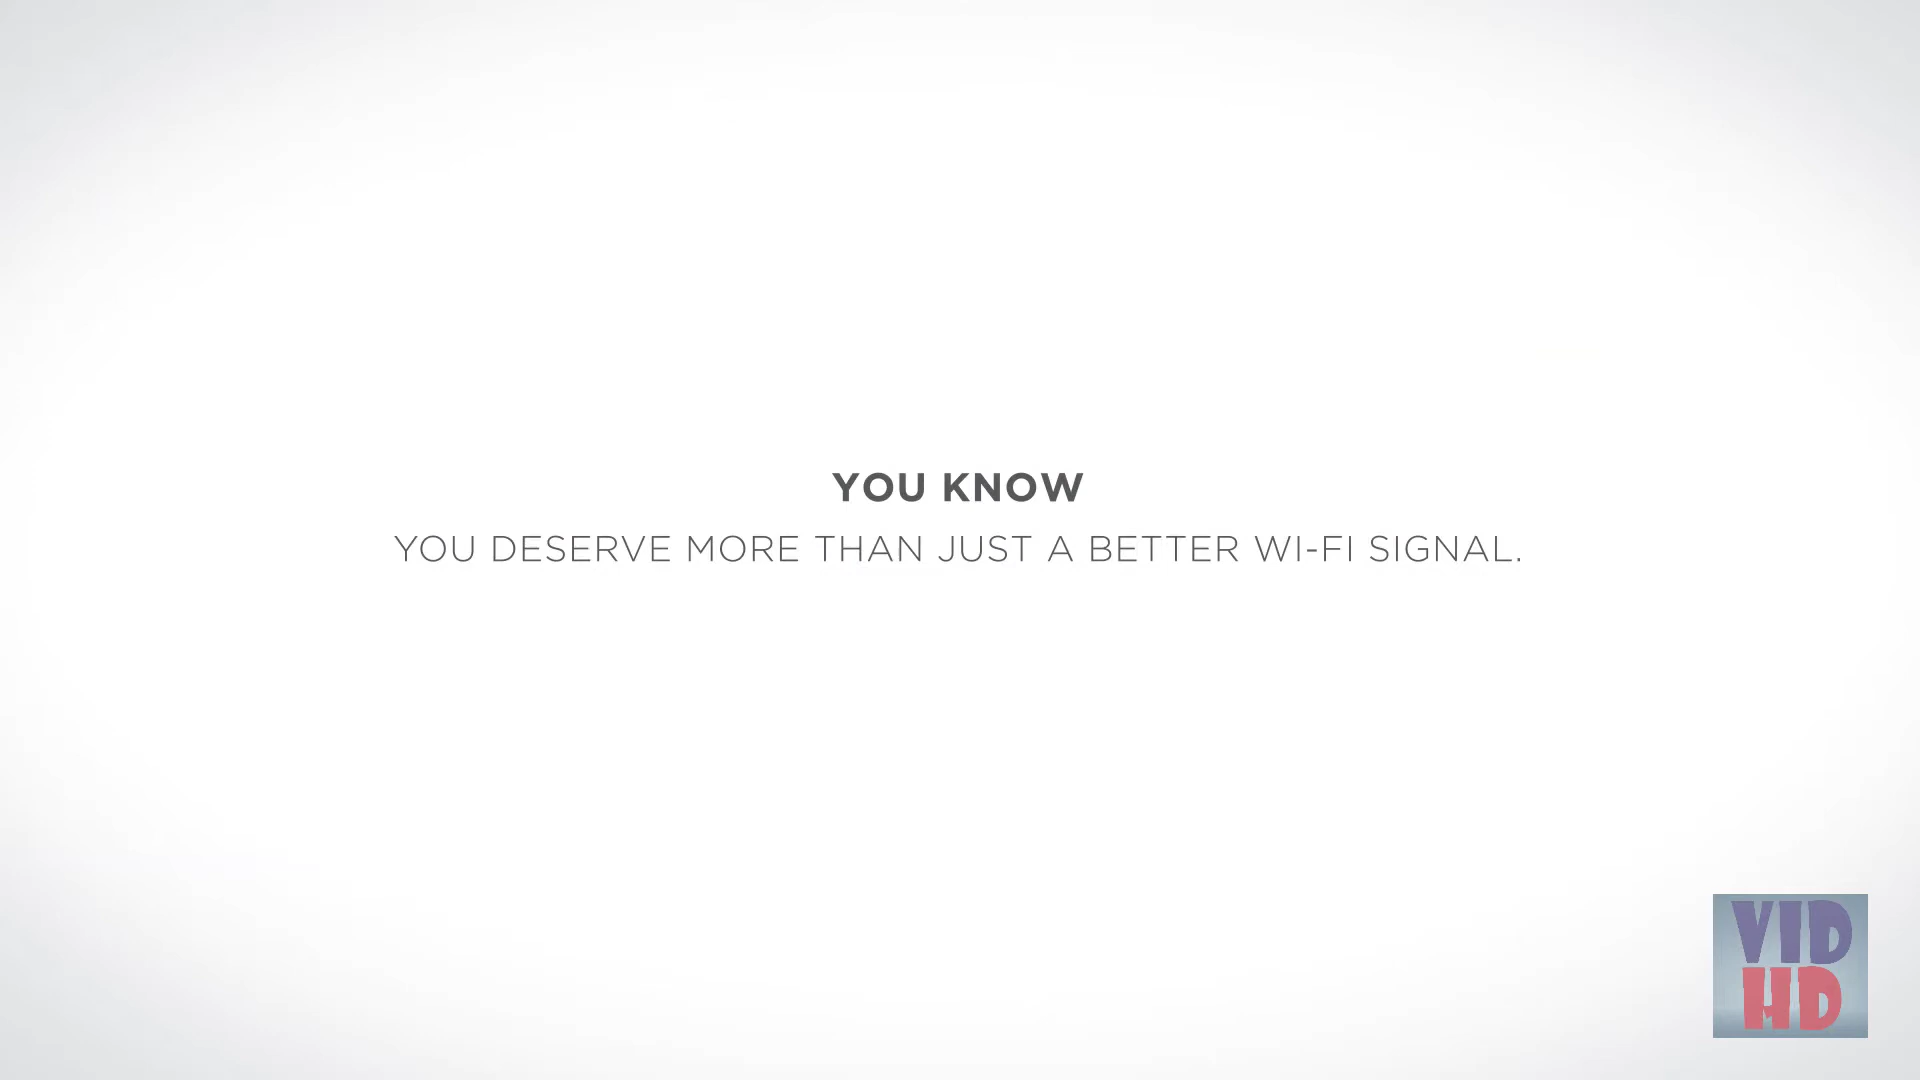 YOU KNOW
YOU DESERVE MORE THAN JUST A BETTER WI-FI SIGNAL.
VID
HD